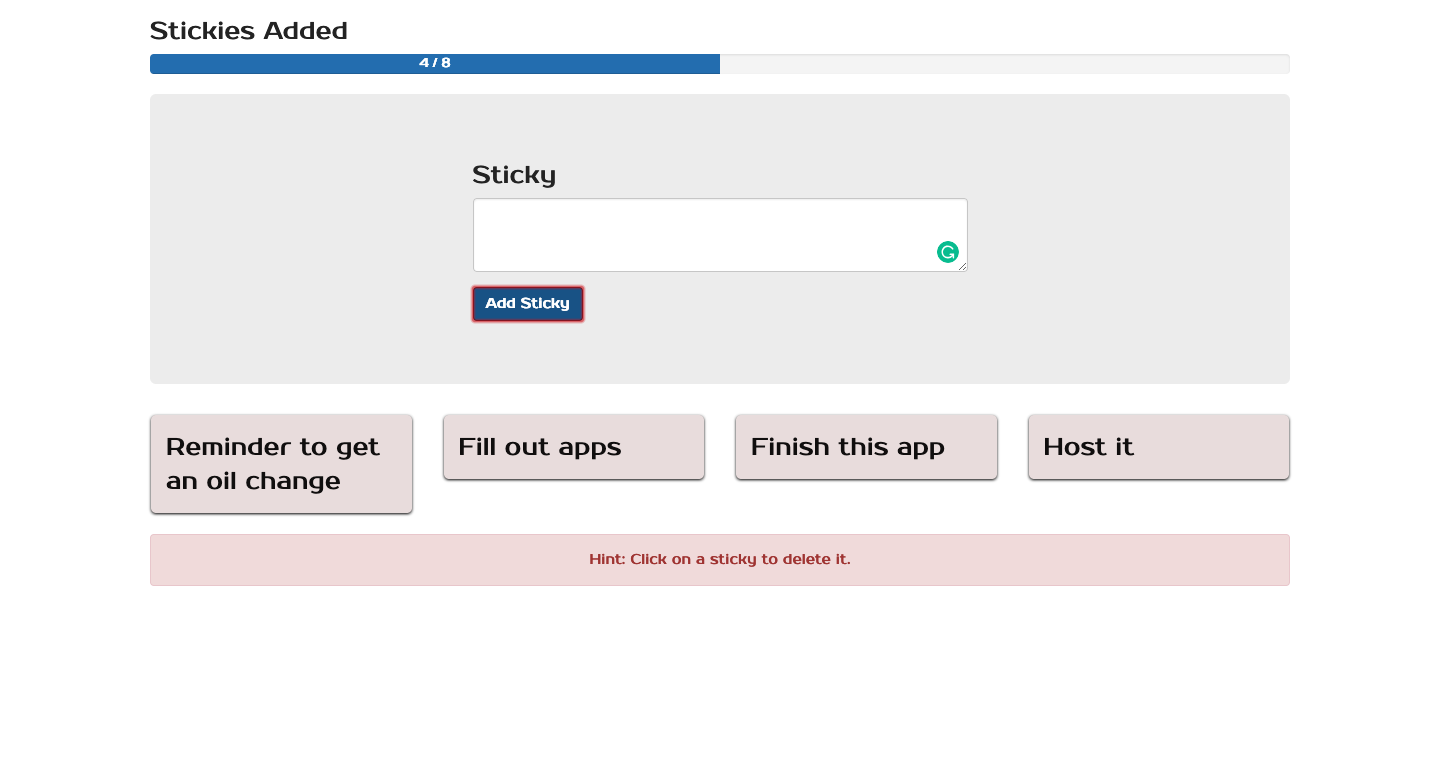 Stickies Added
4 / 8
Sticky
Add Sticky
Reminder to get
an oil change
Fill out apps
Finish this app
Host it
Hint: Click on a sticky to delete it.